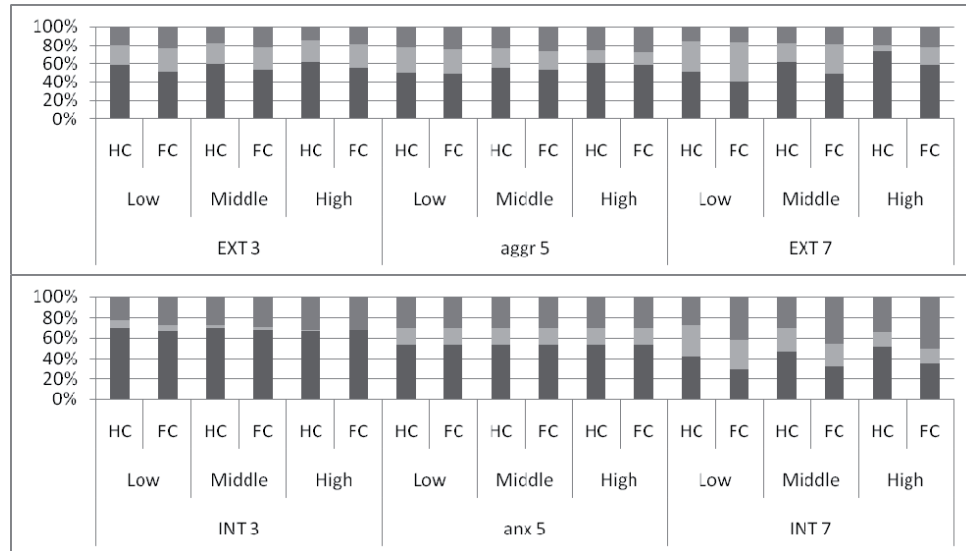 100%
80%
60%
40%
20%
0%
HC FC HC FC HC FC HC FC HC FC HC FC HC FC HC FC HC FC
Low Middle High Low Middle High Low Middle High
EXT 3 aggr 5 EXT 7
100%
80%
60%
40%
20%
0%
HC FC HC FC HC FC HC FC HC FC HC FC HC FC HC FC HC FC
Low Middle High Low Middle High Low Middle High
INT 3 anx 5 INT 7